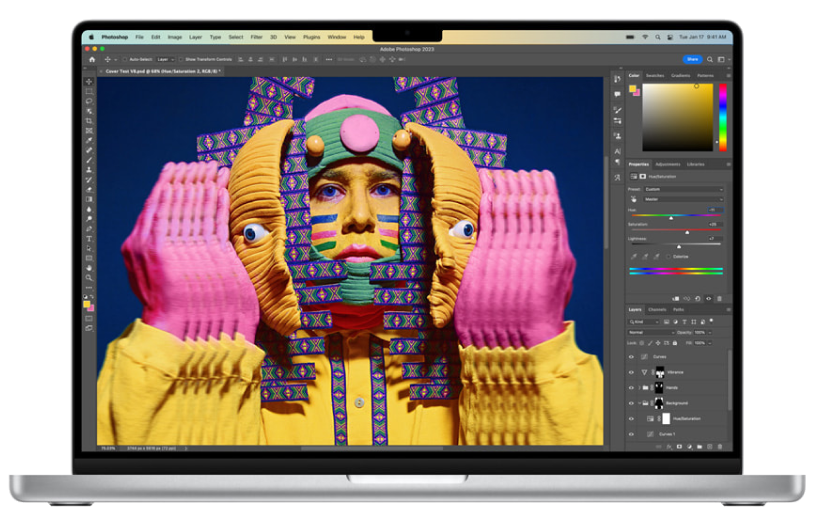 Photoshop File Edit Image Layer Type Select Filter 3D View Plugins Window Help Tue Jan 17 9:41 AM
Adobe Photoshop 2023
Auto-Select: Layer Show Transform Controls Share
Cover Test V8.psd @ 68% (Hue/Saturation 2, RGB/8) *
Color Swatches Gradients Patterns
Properties Adjustments Libraries
Hue/Saturation
Preset: Custom
Master
Hue:
Saturation:
Lightness:
Colorize
Layers Channels Paths
Kind
Normal Opacity: 100%
Lock: Fill: 100%
Curves
Vibrance
Hands
Background
Hue/Saturation
Curves 1